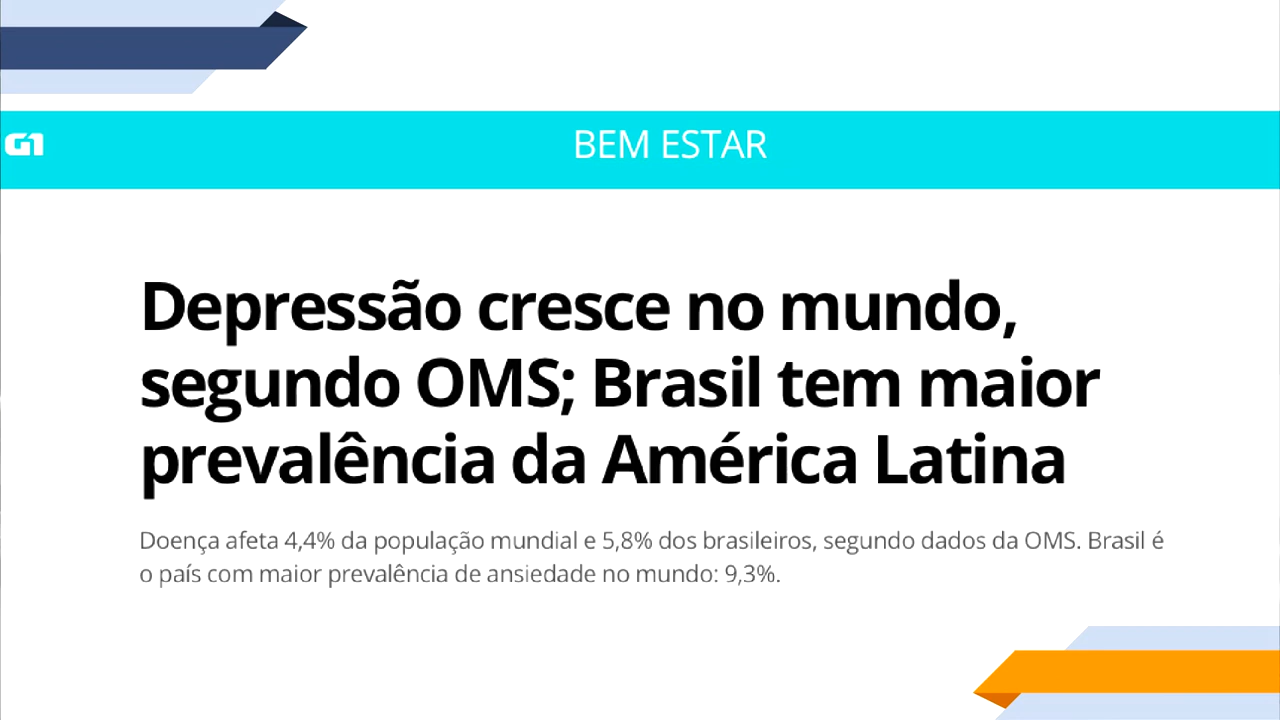 G1
BEM ESTAR
Depressão cresce no mundo,
segundo OMS; Brasil tem maior
prevalência da América Latina
Doença afeta 4,4% da população mundial e 5,8% dos brasileiros, segundo dados da OMS. Brasil é
o país com maior prevalência de ansiedade no mundo: 9,3%.